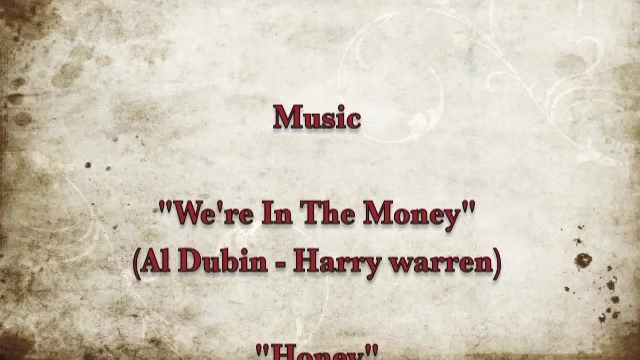 Music
"We're In The Money"
(Al Dubin - Harry warren)
"Honey"